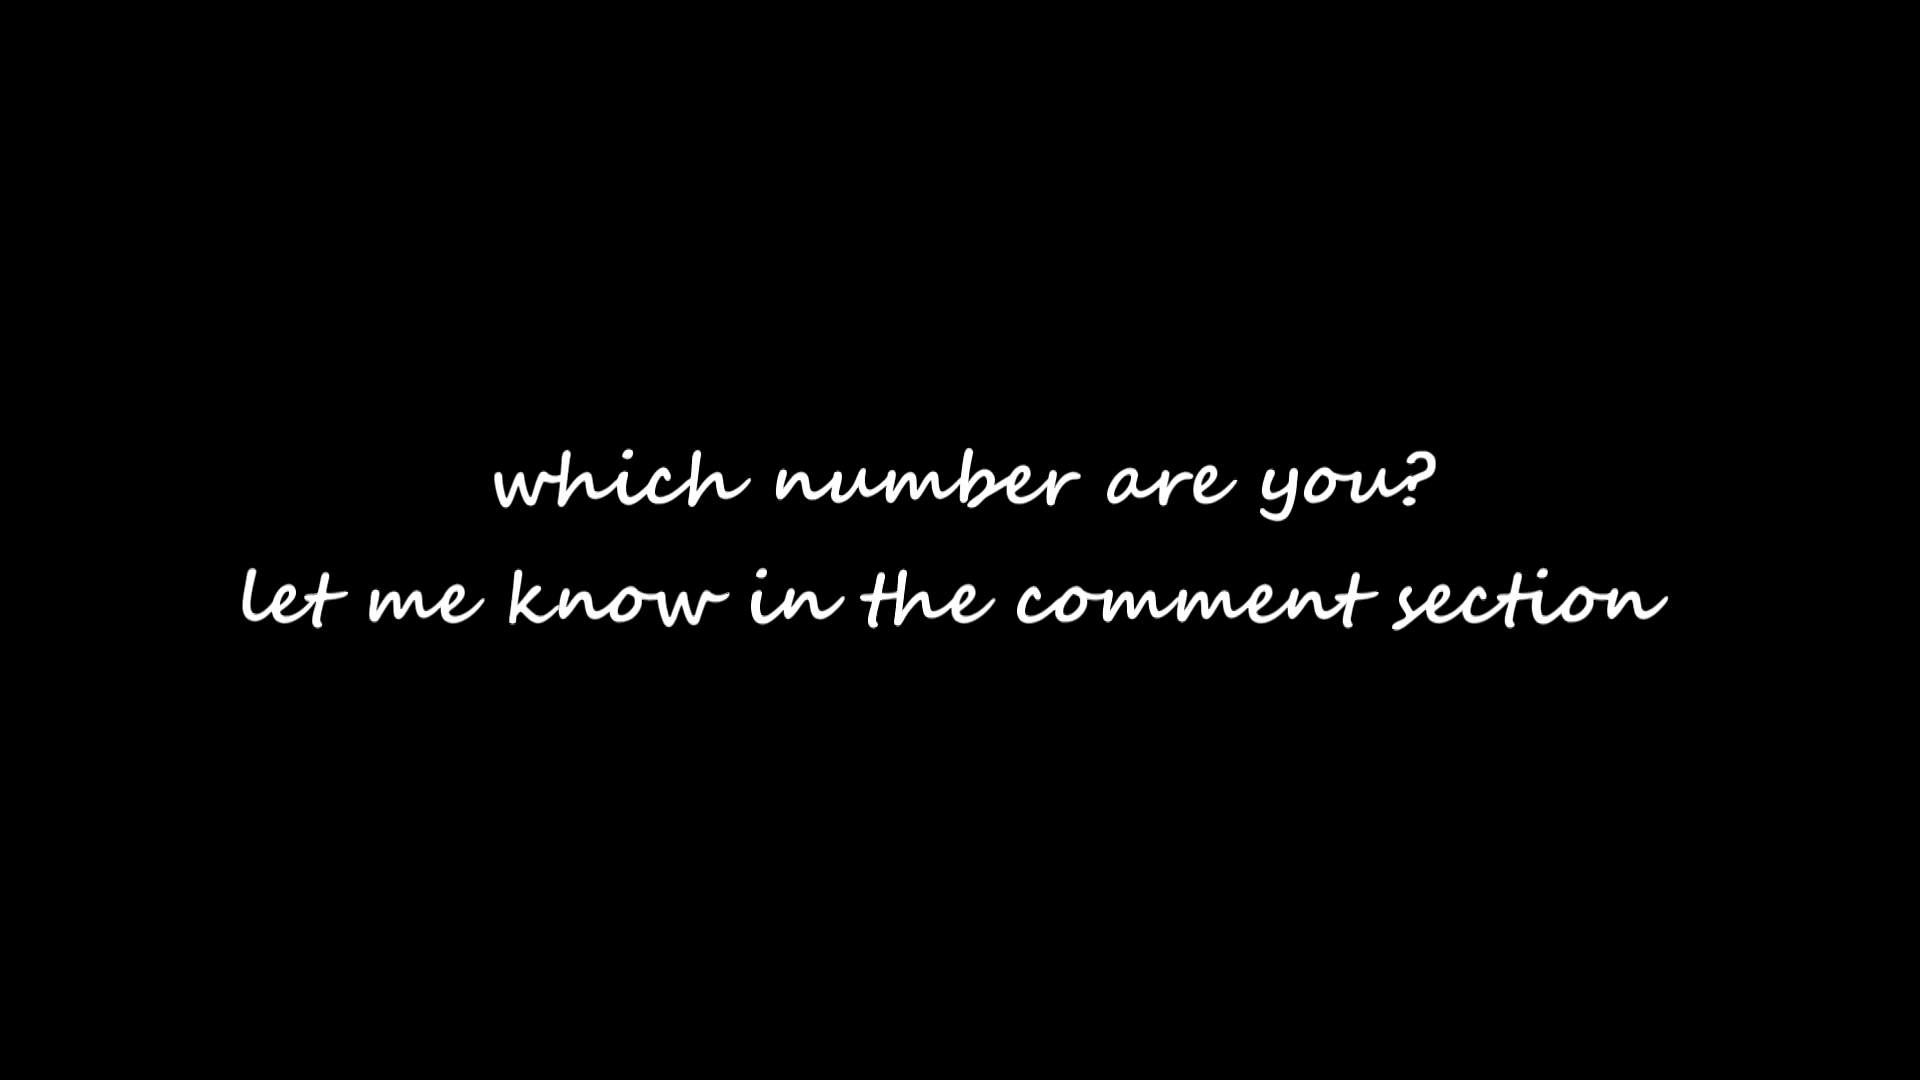 which number are you?
let me know in the comment section